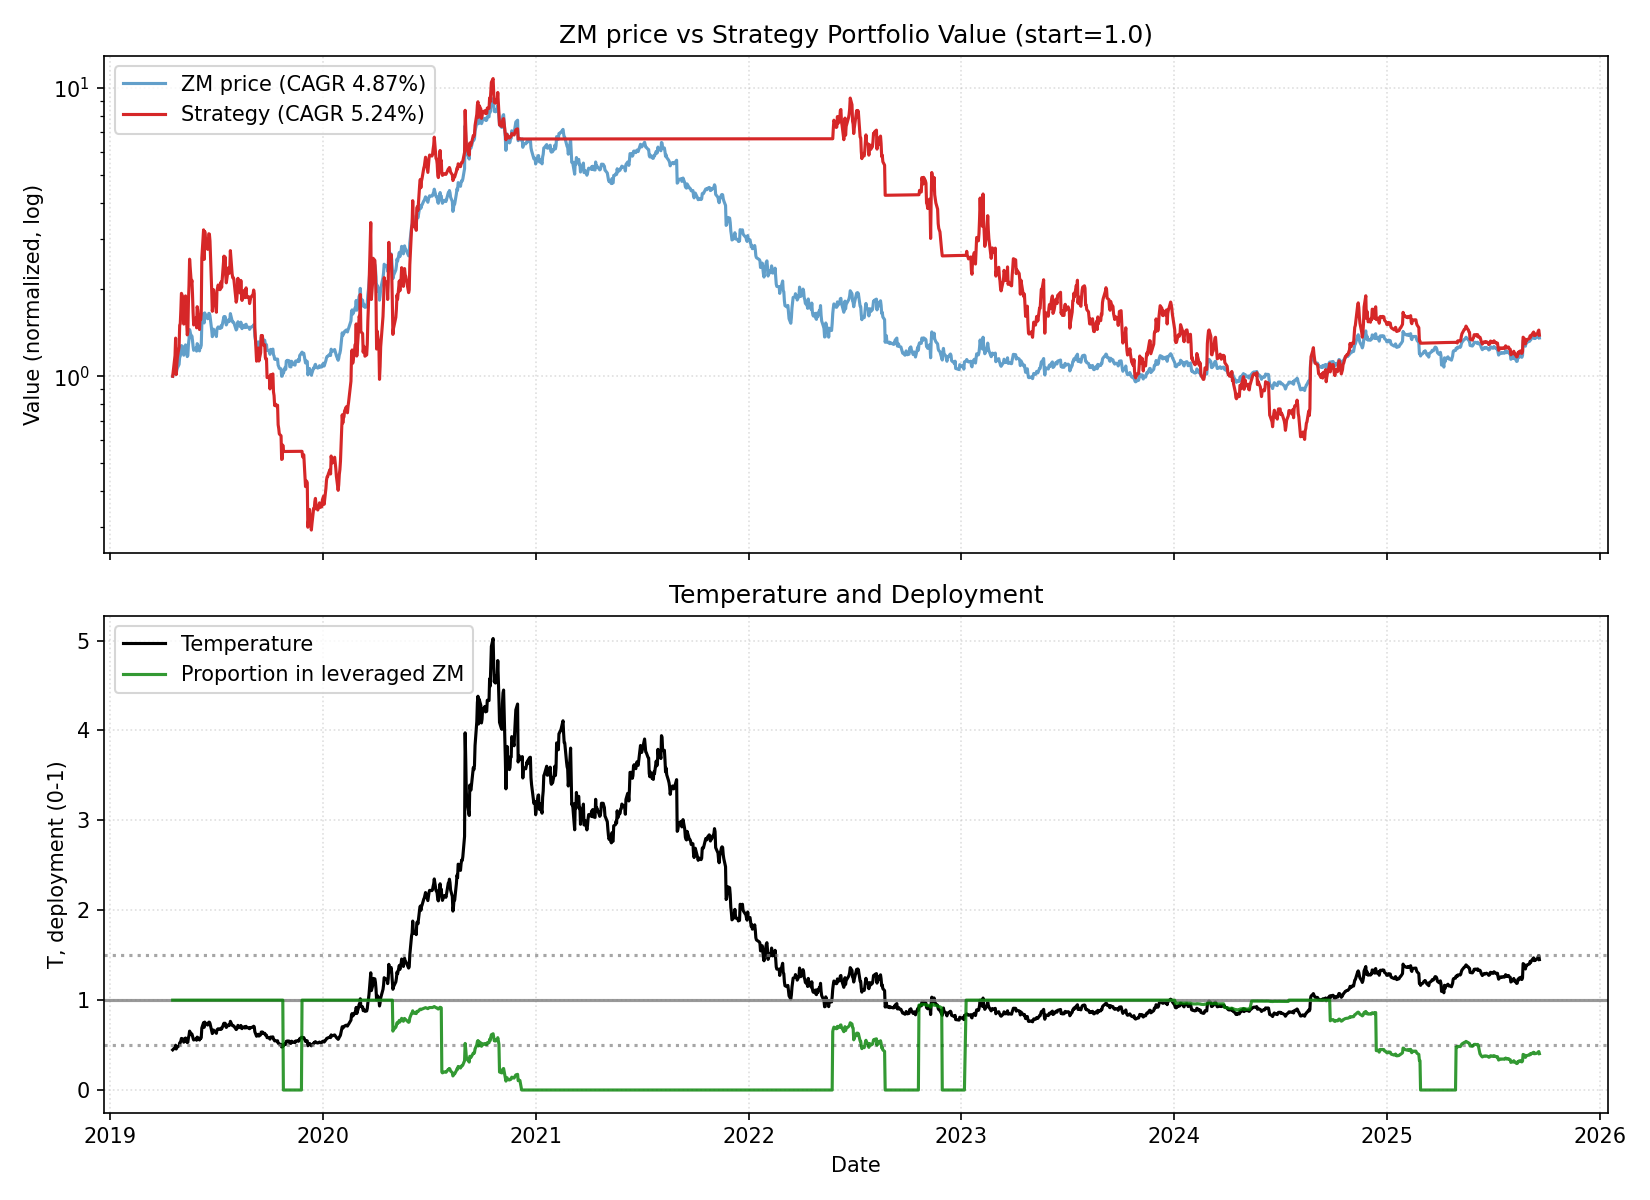 ZM price vs Strategy Portfolio Value (start=1.0)
ZM price (CAGR 4.87%)
Strategy (CAGR 5.24%)
Value (normalized, log)
10¹
10⁰
Temperature and Deployment
Temperature
Proportion in leveraged ZM
T, deployment (0-1)
5
4
3
2
1
0
2019 2020 2021 2022 2023 2024 2025 2026
Date